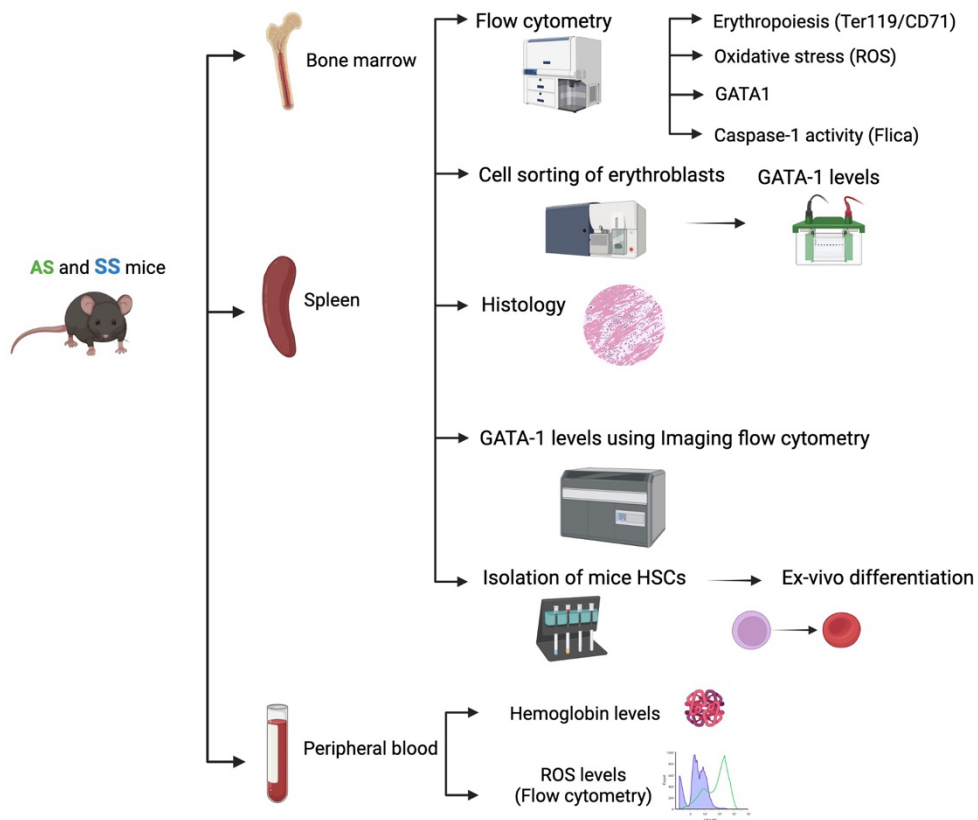 Flow cytometry
Erythropoiesis (Ter119/CD71)
Oxidative stress (ROS)
GATA1
Caspase-1 activity (Flica)
Bone marrow
Cell sorting of erythroblasts
GATA-1 levels
AS and SS mice
Spleen
Histology
GATA-1 levels using Imaging flow cytometry
Isolation of mice HSCs
Ex-vivo differentiation
Peripheral blood
Hemoglobin levels
ROS levels
(Flow cytometry)